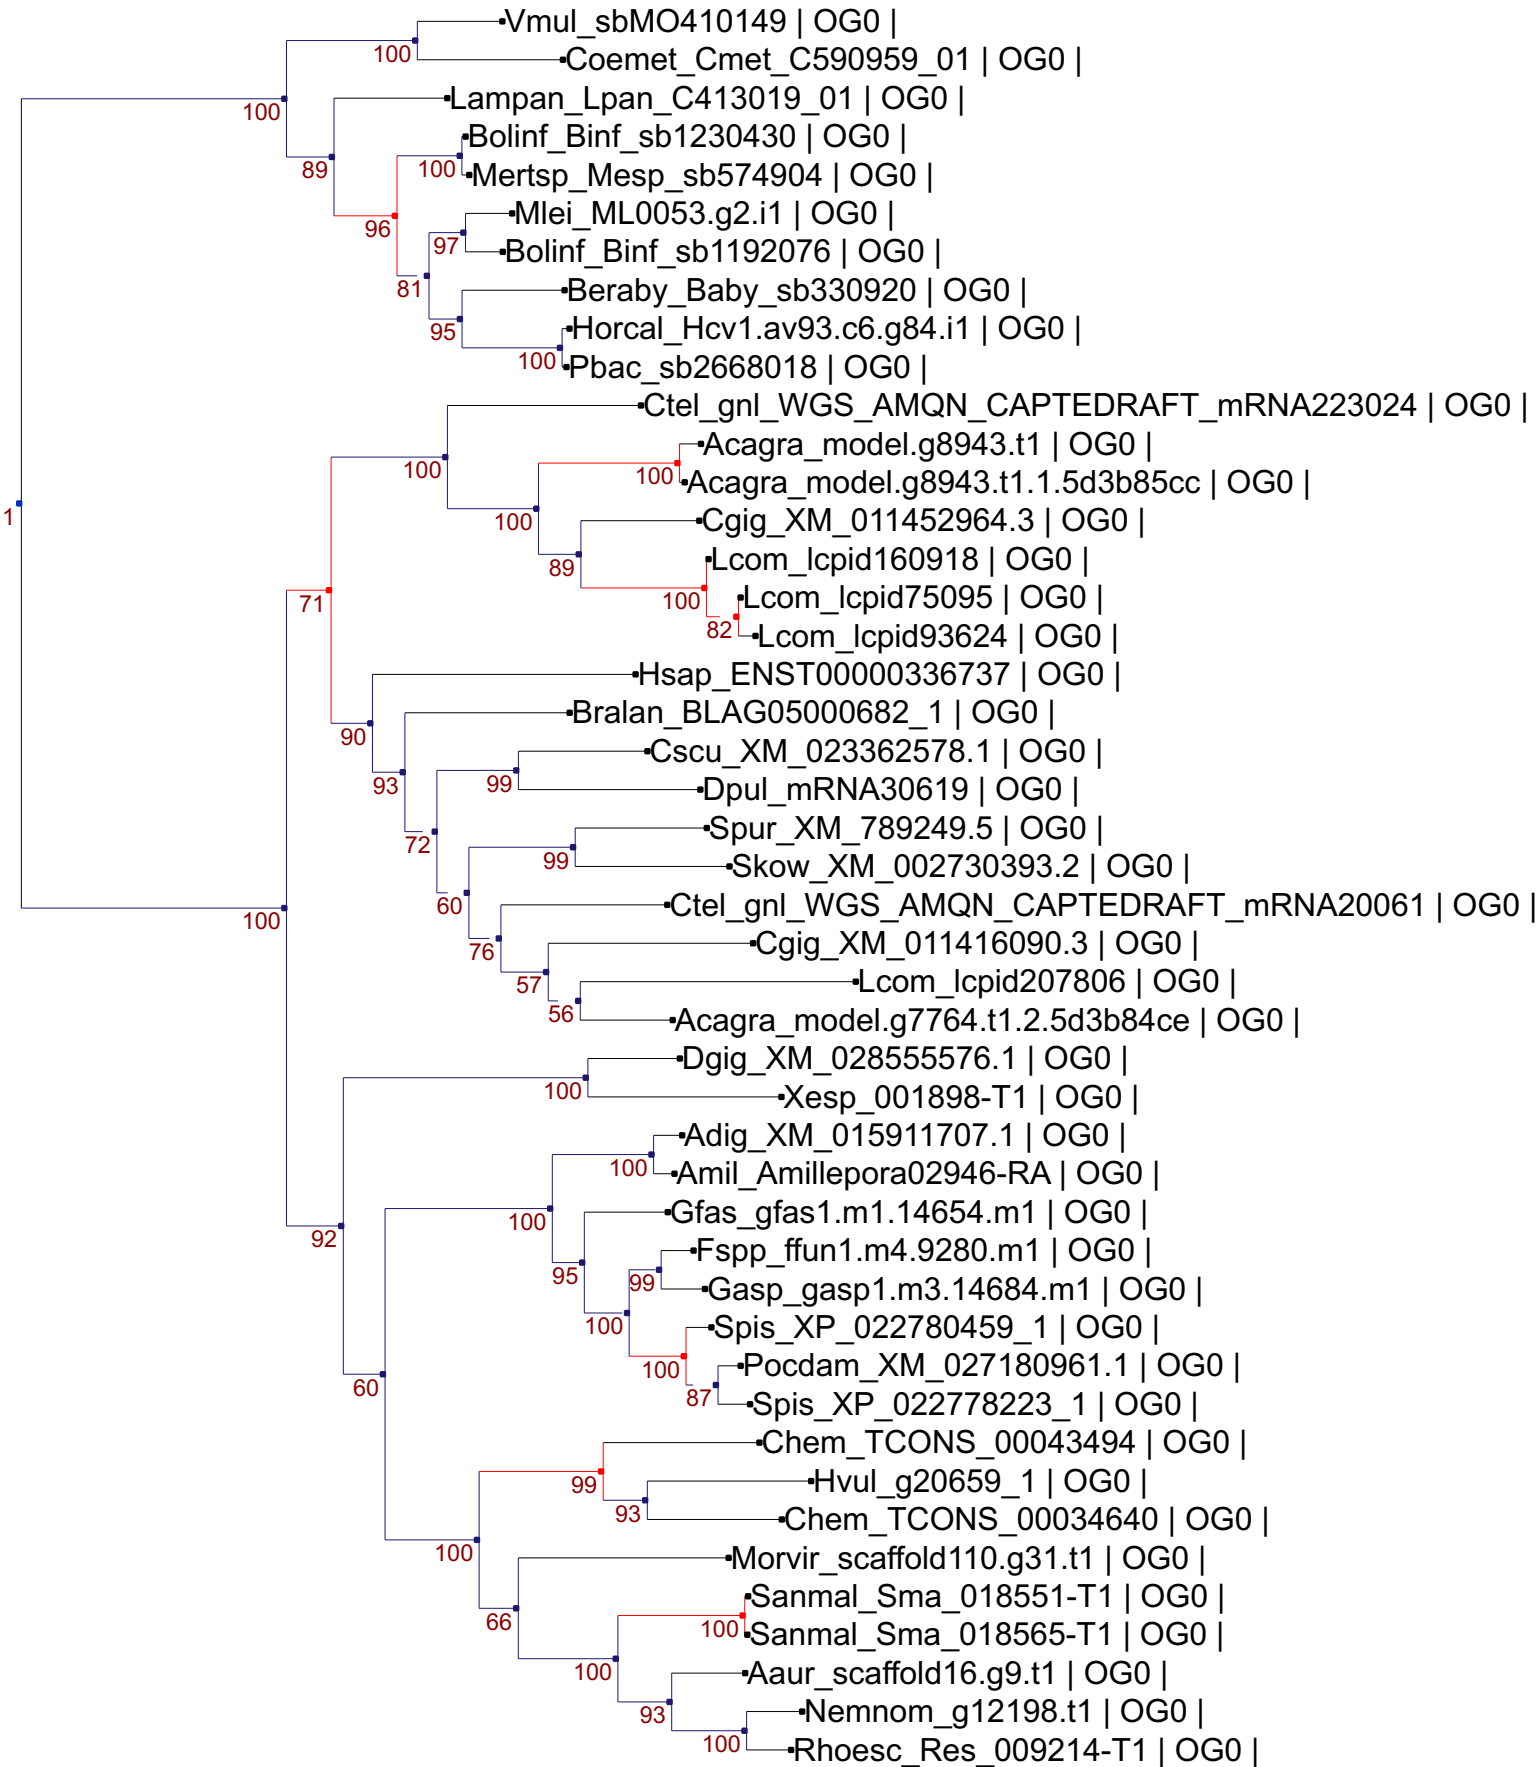 Vmul_sbMO410149 | OG0 |
100
Coemet_Cmet_C590959_01 | OG0 |
Lampan_Lpan_C413019_01 | OG0 |
100
Bolinf_Binf_sb1230430 | OG0 |
89
100
Mertsp_Mesp_sb574904 | OG0 |
Mlei_ML0053.g2.i1 | OG0 |
96
97
Bolinf_Binf_sb1192076 | OG0 |
81
Beraby_Baby_sb330920 | OG0 |
95
Horcal_Hcv1.av93.c6.g84.i1 | OG0 |
100
Pbac_sb2668018 | OG0 |
Ctel_gnl_WGS_AMQN_CAPTEDRAFT_mRNA223024 | OG0 |
Acagra_model.g8943.t1 | OG0 |
100
100
Acagra_model.g8943.t1.1.5d3b85cc | OG0 |
1
100
Cgig_XM_011452964.3 | OG0 |
Lcom_lcpid160918 | OG0 |
89
71
100
Lcom_lcpid75095 | OG0 |
82
Lcom_lcpid93624 | OG0 |
Hsap_ENST00000336737 | OG0 |
Bralan_BLAG05000682_1 | OG0 |
90
Cscu_XM_023362578.1 | OG0 |
93
99
Dpul_mRNA30619 | OG0 |
Spur_XM_789249.5 | OG0 |
72
99
Skow_XM_002730393.2 | OG0 |
60
Ctel_gnl_WGS_AMQN_CAPTEDRAFT_mRNA20061 | OG0 |
100
76
Cgig_XM_011416090.3 | OG0 |
57
Lcom_lcpid207806 | OG0 |
56
Acagra_model.g7764.t1.2.5d3b84ce | OG0 |
Dgig_XM_028555576.1 | OG0 |
100
Xesp_001898-T1 | OG0 |
Adig_XM_015911707.1 | OG0 |
100
Amil_Amillepora02946-RA | OG0 |
100
Gfas_gfas1.m1.14654.m1 | OG0 |
92
Fspp_ffun1.m4.9280.m1 | OG0 |
95
99
Gasp_gasp1.m3.14684.m1 | OG0 |
100
Spis_XP_022780459_1 | OG0 |
100
Pocdam_XM_027180961.1 | OG0 |
60
87
Spis_XP_022778223_1 | OG0 |
Chem_TCONS_00043494 | OG0 |
99
Hvul_g20659_1 | OG0 |
93
Chem_TCONS_00034640 | OG0 |
100
Morvir_scaffold110.g31.t1 | OG0 |
Sanmal_Sma_018551-T1 | OG0 |
66
100
Sanmal_Sma_018565-T1 | OG0 |
100
Aaur_scaffold16.g9.t1 | OG0 |
93
Nemnom_g12198.t1 | OG0 |
100
Rhoesc_Res_009214-T1 | OG0 |